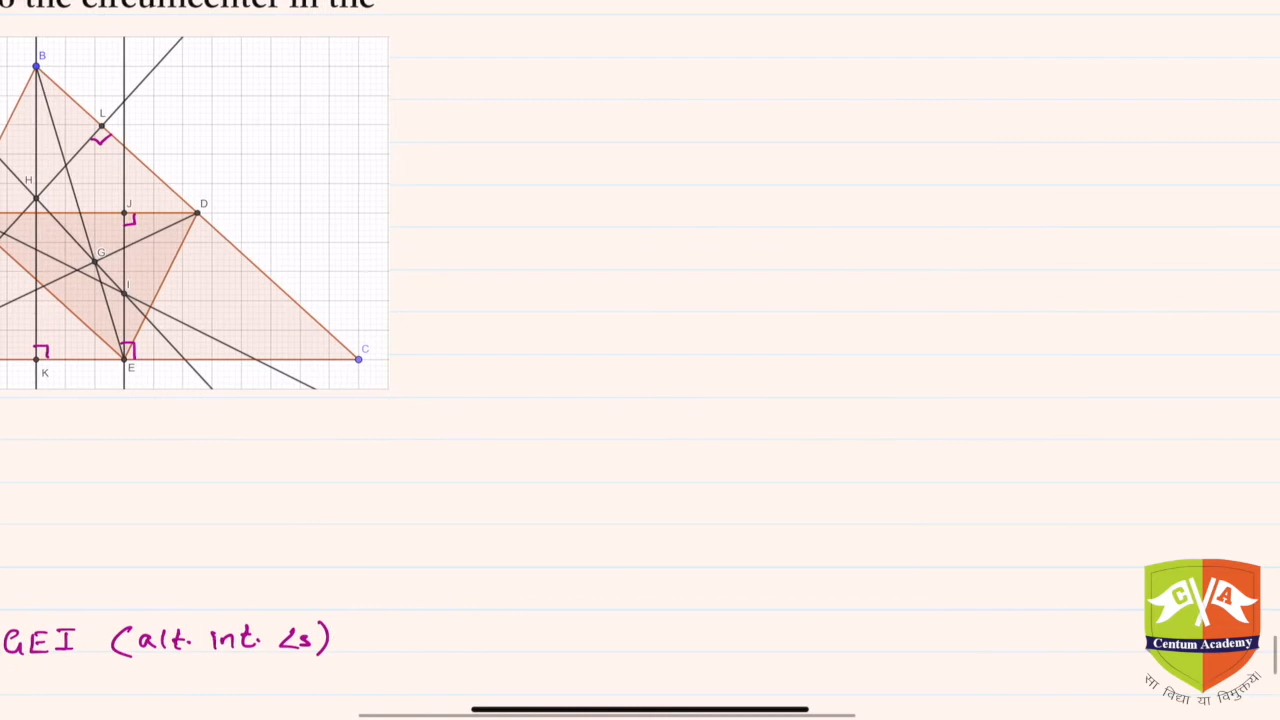 o the circumcenter in the
B
L
H
J
D
G
I
C
K
E
GEI (alt. int. ∠s)
C A
Centum Academy
सा विद्या या विमुक्तये